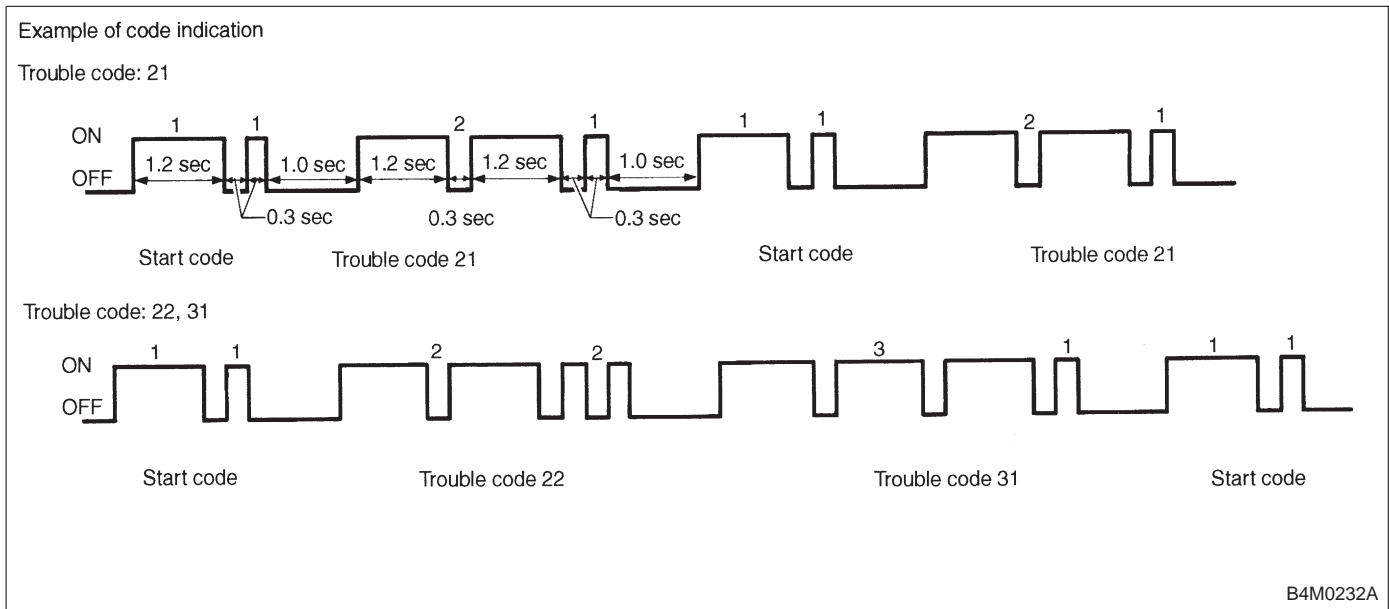 Example of code indication
Trouble code: 21
1 1 2 1 1 1 2 1
ON
1.2 sec 1.0 sec 1.2 sec 1.2 sec 1.0 sec
OFF
0.3 sec 0.3 sec 0.3 sec
Start code Trouble code 21 Start code Trouble code 21
Trouble code: 22, 31
1 1 2 2 3 1 1 1
ON
OFF
Start code Trouble code 22 Trouble code 31 Start code
B4M0232A